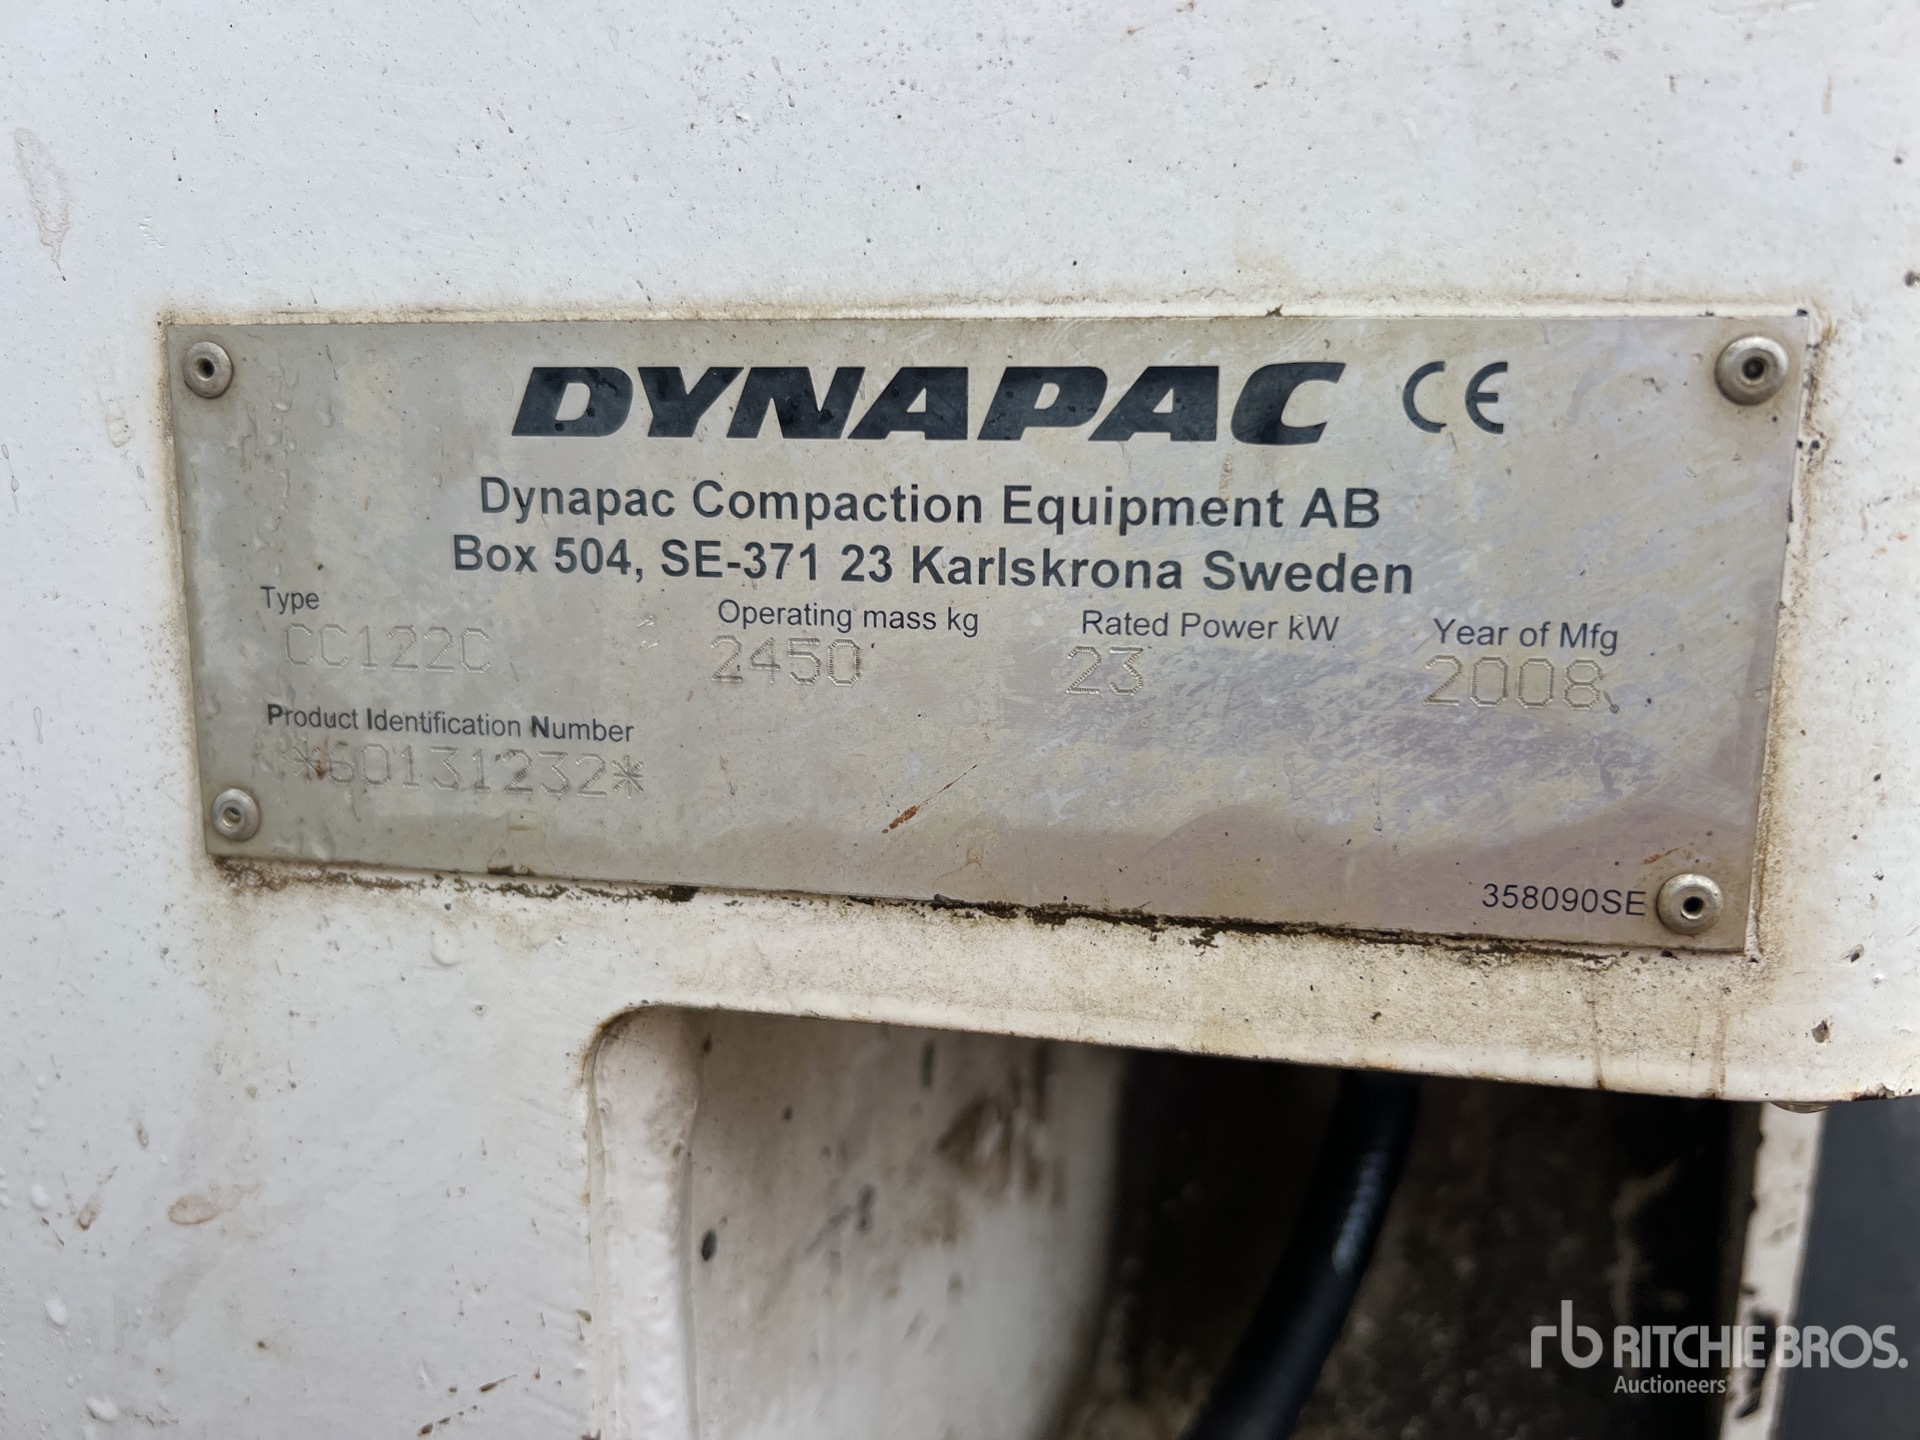 DYNAPAC CE
Dynapac Compaction Equipment AB
Box 504, SE-371 23 Karlskrona Sweden
Type Operating mass kg Rated Power kW Year of Mfg
CC122C 2450 23 2008
Product Identification Number
*60131232*
358090SE
rb RITCHIE BROS.
Auctioneers